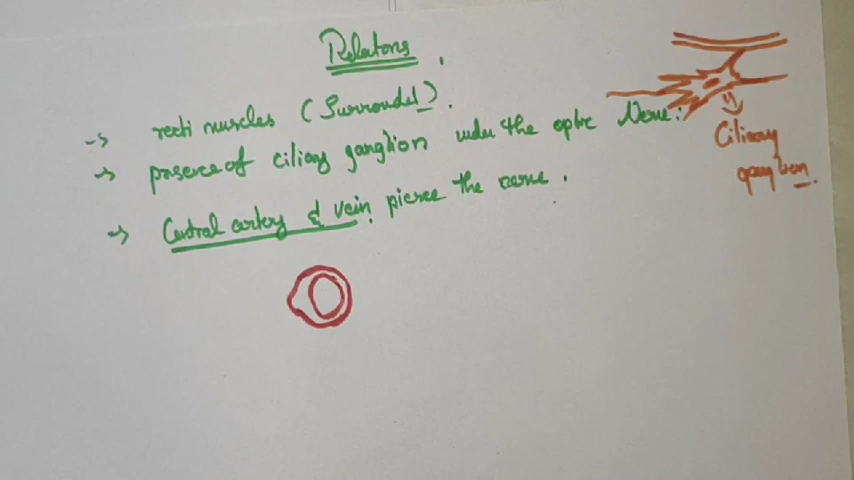 Relatons.
→ recti muscles (Surrounded).
→ presence of ciliary ganglion under the optic Nerve.
→ Central artery & vein pierce the nerve.
Ciliary
ganglion.